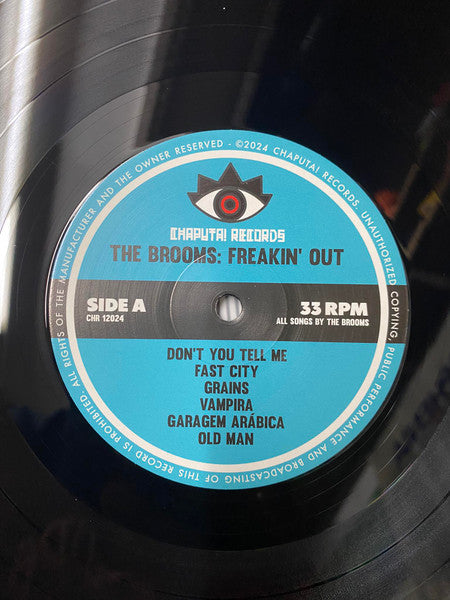 ALL RIGHTS OF THE MANUFACTURER AND THE OWNER RESERVED - ©2024 CHAPUTA! RECORDS. UNAUTHORIZED COPYING, PUBLIC PERFORMANCE AND BROADCASTING OF THIS RECORD IS PROHIBITED.
CHAPUTA! RECORDS
THE BROOMS: FREAKIN' OUT
SIDE A
CHR 12024
33 RPM
ALL SONGS BY THE BROOMS
DON'T YOU TELL ME
FAST CITY
GRAINS
VAMPIRA
GARAGEM ARÁBICA
OLD MAN